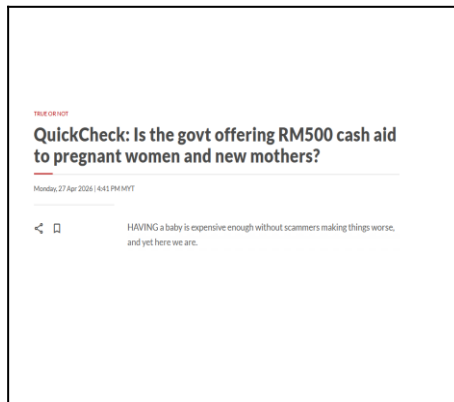 TRUE OR NOT
QuickCheck: Is the govt offering RM500 cash aid
to pregnant women and new mothers?
Monday, 27 Apr 2026 | 4:41 PM MYT
HAVING a baby is expensive enough without scammers making things worse,
and yet here we are.